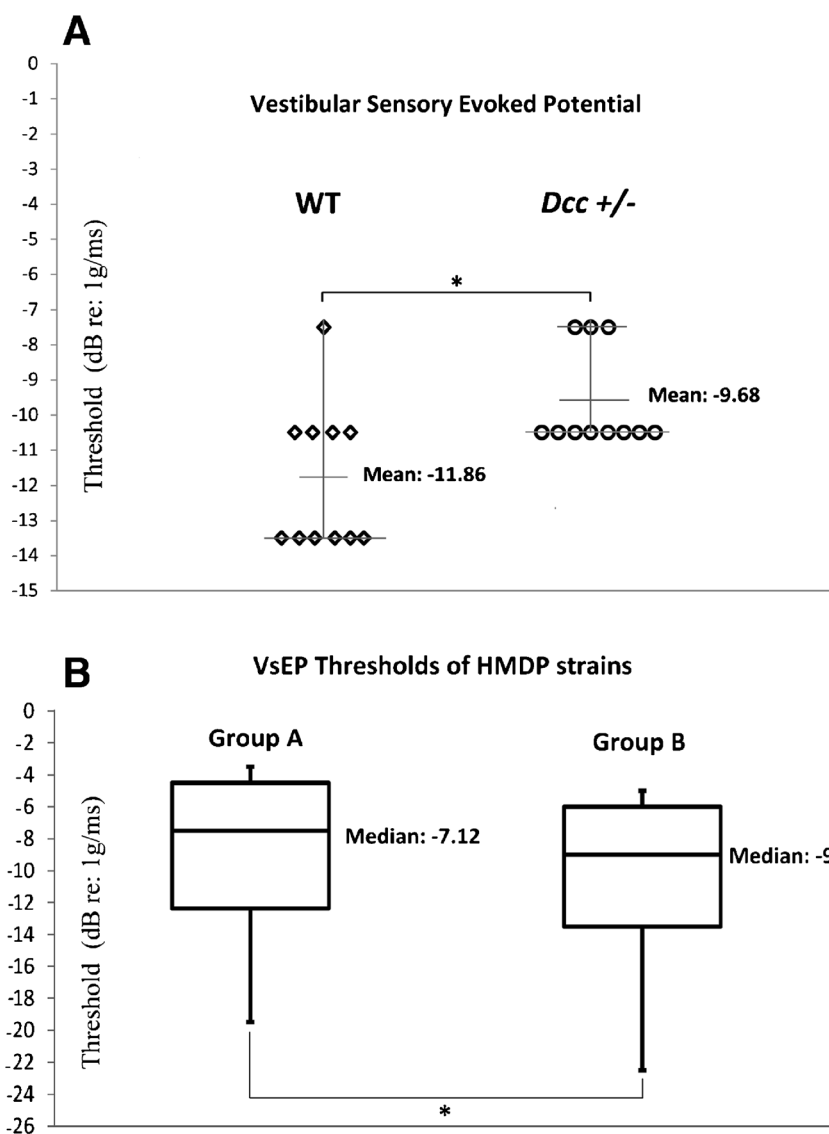 A
Vestibular Sensory Evoked Potential
WT
Dcc +/-
*
Mean: -9.68
Mean: -11.86
Threshold (dB re: 1g/ms)
0
-1
-2
-3
-4
-5
-6
-7
-8
-9
-10
-11
-12
-13
-14
-15
B
VsEP Thresholds of HMDP strains
Group A
Group B
Median: -7.12
Median: -9
Threshold (dB re: 1g/ms)
0
-2
-4
-6
-8
-10
-12
-14
-16
-18
-20
-22
-24
-26
*